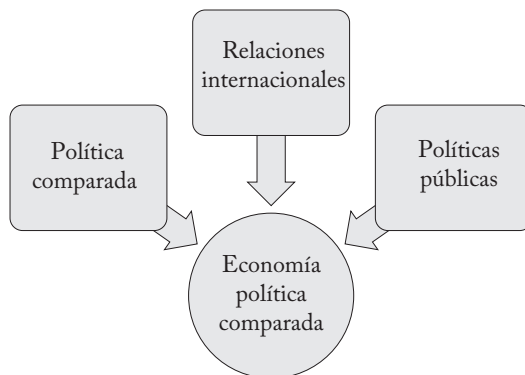 Relaciones
internacionales
Política
comparada
Políticas
públicas
Economía
política
comparada